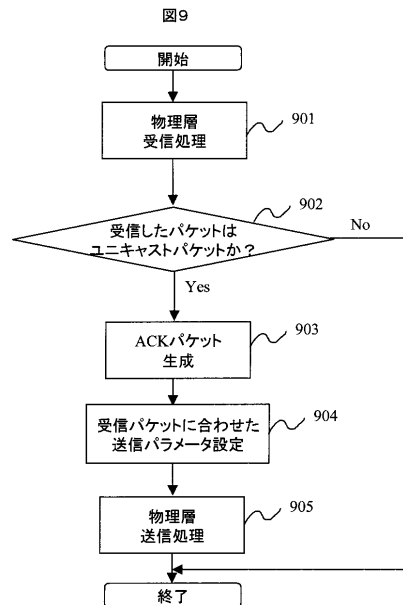 図9
開始
物理層
受信処理
901
902
受信したパケットは
ユニキャストパケットか?
No
Yes
903
ACKパケット
生成
904
受信パケットに合わせた
送信パラメータ設定
905
物理層
送信処理
終了